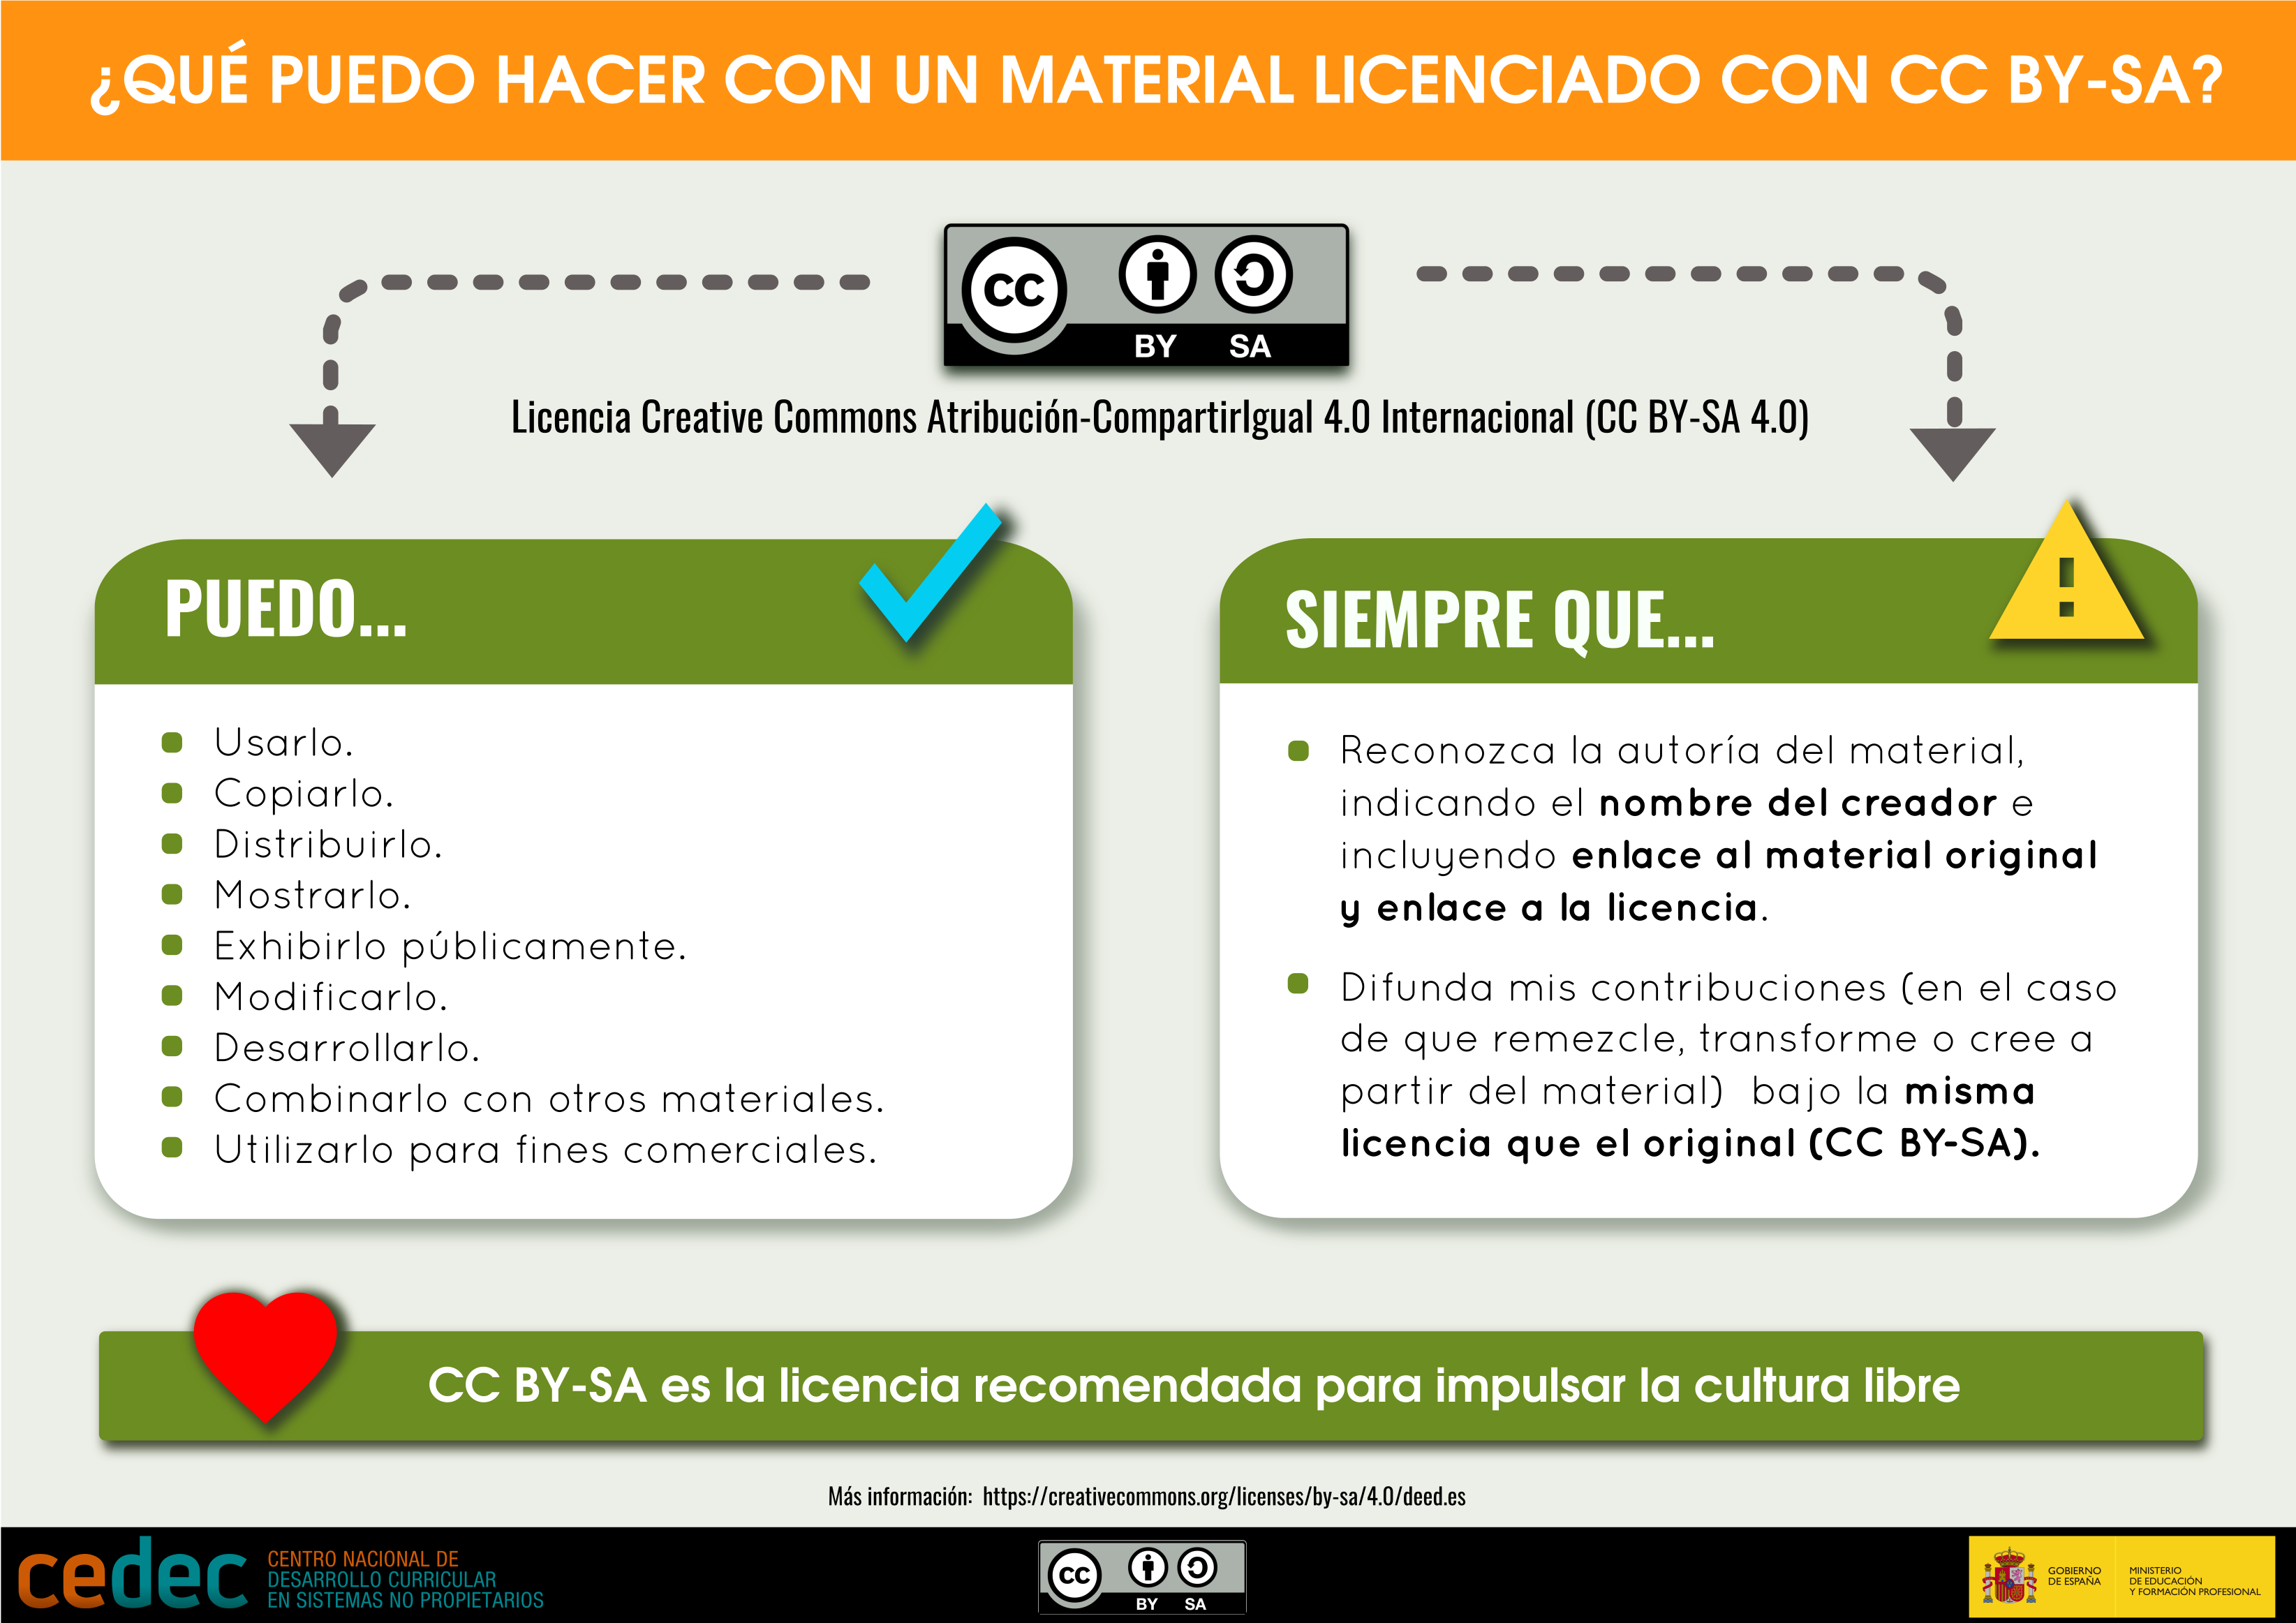 ¿QUÉ PUEDO HACER CON UN MATERIAL LICENCIADO CON CC BY-SA?
CC
BY SA
Licencia Creative Commons Atribución-CompartirIgual 4.0 Internacional (CC BY-SA 4.0)
PUEDO...
Usarlo.
Copiarlo.
Distribuirlo.
Mostrarlo.
Exhibirlo públicamente.
Modificarlo.
Desarrollarlo.
Combinarlo con otros materiales.
Utilizarlo para fines comerciales.
!
SIEMPRE QUE...
Reconozca la autoría del material,
indicando el nombre del creador e
incluyendo enlace al material original
y enlace a la licencia.
Difunda mis contribuciones (en el caso
de que remezcle, transforme o cree a
partir del material) bajo la misma
licencia que el original (CC BY-SA).
CC BY-SA es la licencia recomendada para impulsar la cultura libre
Más información: https://creativecommons.org/licenses/by-sa/4.0/deed.es
cedec
CENTRO NACIONAL DE
DESARROLLO CURRICULAR
EN SISTEMAS NO PROPIETARIOS
CC
BY SA
GOBIERNO
DE ESPAÑA
MINISTERIO
DE EDUCACIÓN
Y FORMACIÓN PROFESIONAL